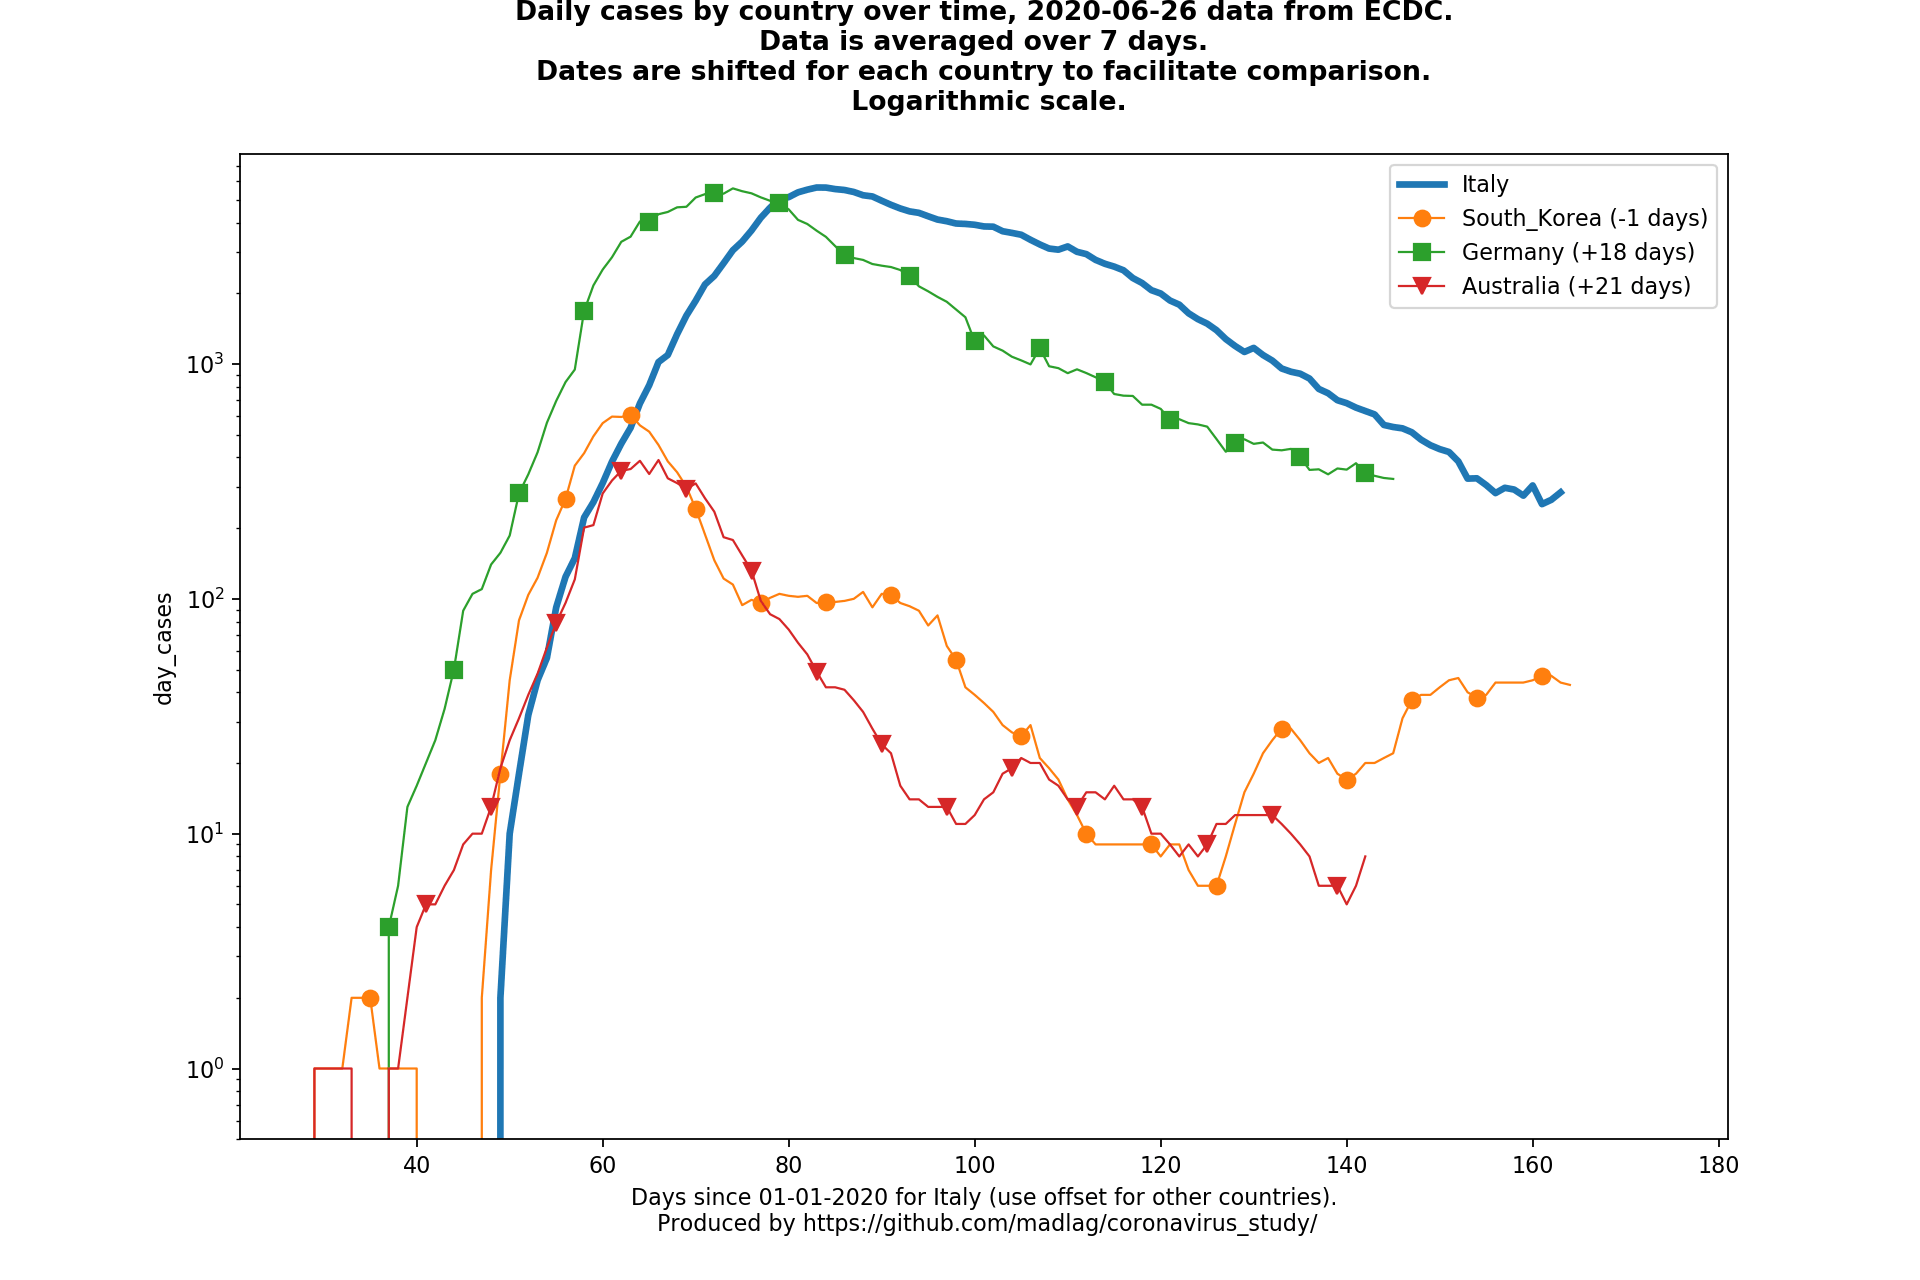 Daily cases by country over time, 2020-06-26 data from ECDC.
Data is averaged over 7 days.
Dates are shifted for each country to facilitate comparison.
Logarithmic scale.
Italy
South_Korea (-1 days)
Germany (+18 days)
Australia (+21 days)
10³
10²
10¹
10⁰
day_cases
40 60 80 100 120 140 160 180
Days since 01-01-2020 for Italy (use offset for other countries).
Produced by https://github.com/madlag/coronavirus_study/